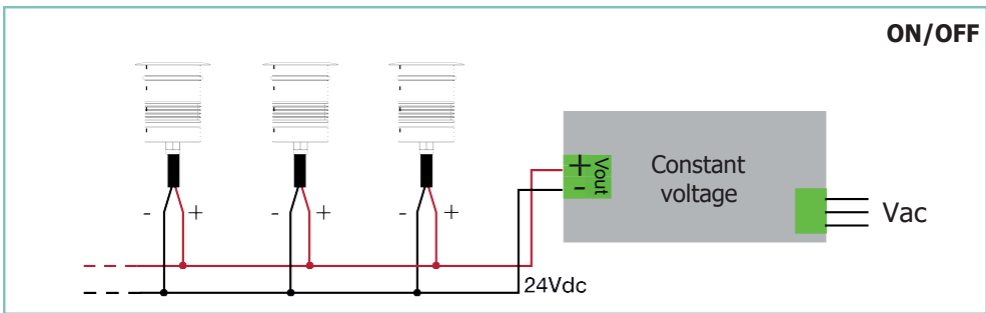 ON/OFF
Constant
voltage
+
-
Vout
Vac
- +
- +
- +
24Vdc